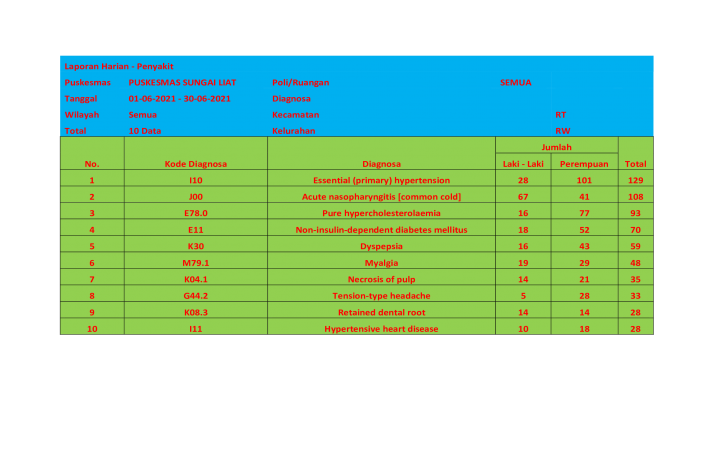 Laporan Harian - Penyakit
Puskesmas PUSKESMAS SUNGAI LIAT Poli/Ruangan SEMUA
Tanggal 01-06-2021 - 30-06-2021 Diagnosa
Wilayah Semua Kecamatan RT
Total 10 Data Kelurahan RW
Jumlah
No. Kode Diagnosa Diagnosa Laki - Laki Perempuan Total
1 I10 Essential (primary) hypertension 28 101 129
2 J00 Acute nasopharyngitis [common cold] 67 41 108
3 E78.0 Pure hypercholesterolaemia 16 77 93
4 E11 Non-insulin-dependent diabetes mellitus 18 52 70
5 K30 Dyspepsia 16 43 59
6 M79.1 Myalgia 19 29 48
7 K04.1 Necrosis of pulp 14 21 35
8 G44.2 Tension-type headache 5 28 33
9 K08.3 Retained dental root 14 14 28
10 I11 Hypertensive heart disease 10 18 28